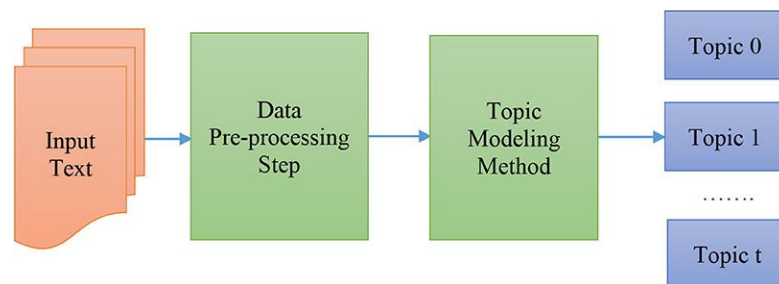 Input
Text
Data
Pre-processing
Step
Topic
Modeling
Method
Topic 0
Topic 1
.......
Topic t